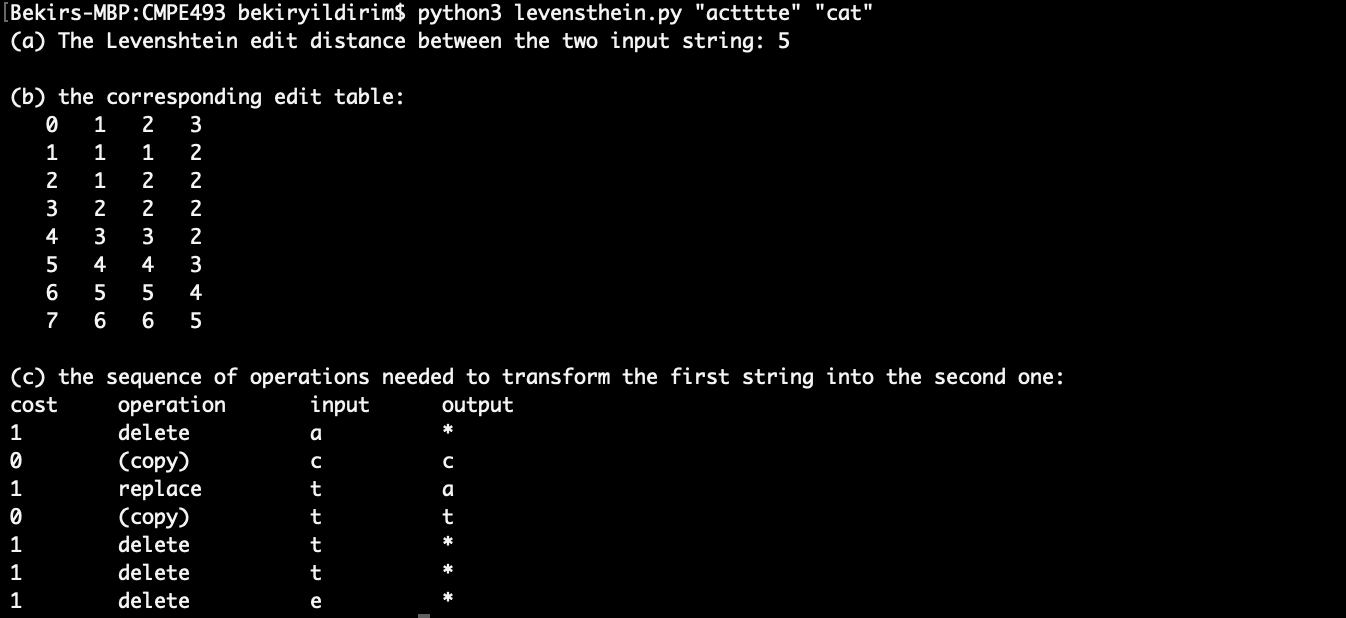 [Bekirs-MBP:CMPE493 bekiryildirim$ python3 levensthein.py "actttte" "cat"
(a) The Levenshtein edit distance between the two input string: 5
(b) the corresponding edit table:
0 1 2 3
1 1 1 2
2 1 2 2
3 2 2 2
4 3 3 2
5 4 4 3
6 5 5 4
7 6 6 5
(c) the sequence of operations needed to transform the first string into the second one:
cost operation input output
1 delete a *
0 (copy) c c
1 replace t a
0 (copy) t t
1 delete t *
1 delete t *
1 delete e *